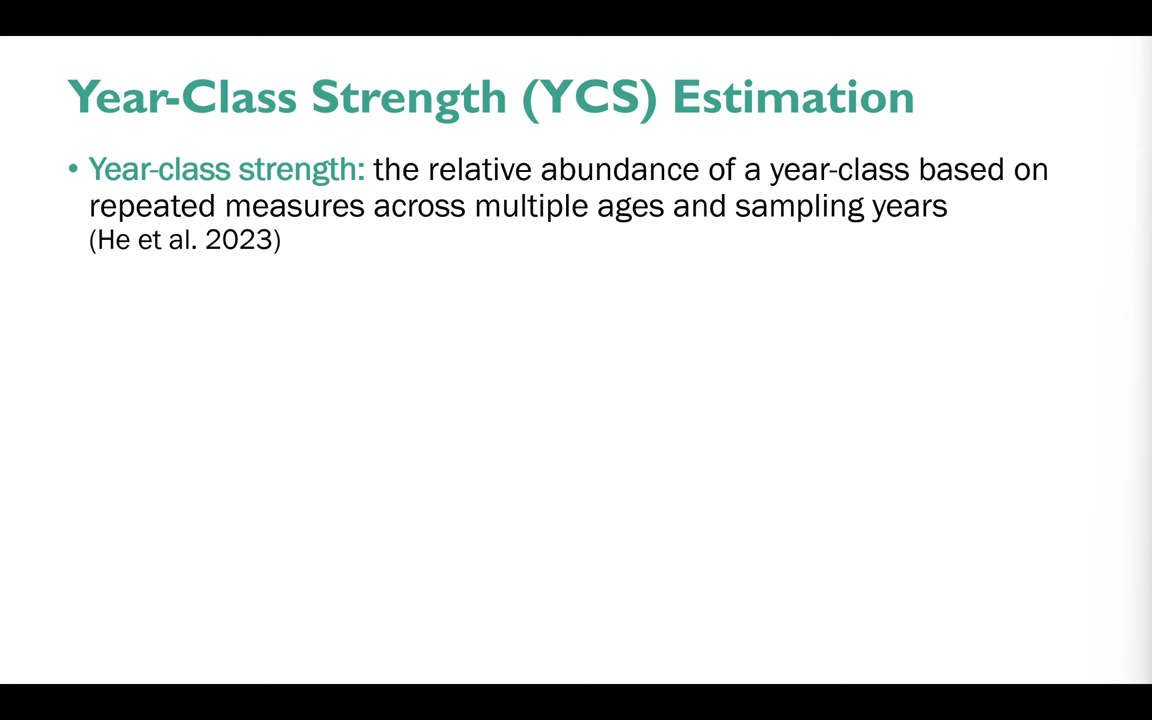 Year-Class Strength (YCS) Estimation
• Year-class strength: the relative abundance of a year-class based on
repeated measures across multiple ages and sampling years
(He et al. 2023)